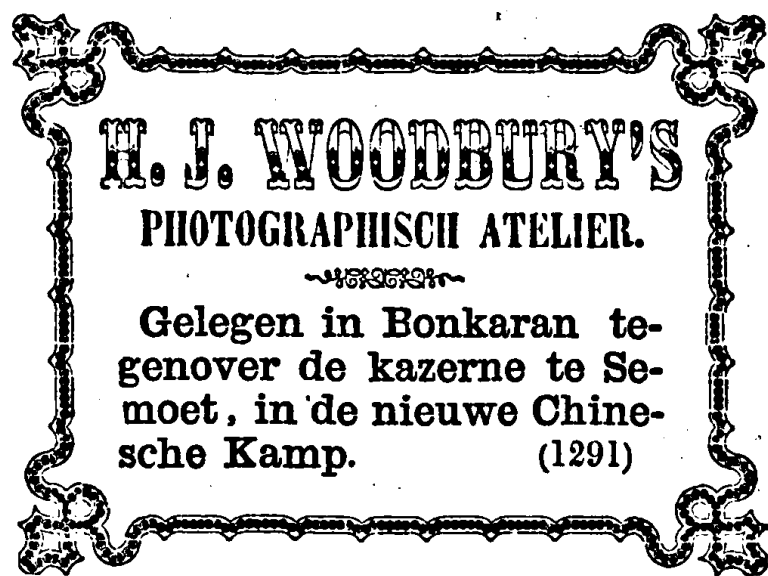 H. J. WOODBURY'S
PHOTOGRAPHISCH ATELIER.
Gelegen in Bonkaran te-
genover de kazerne te Se-
moet, in de nieuwe Chine-
sche Kamp. (1291)